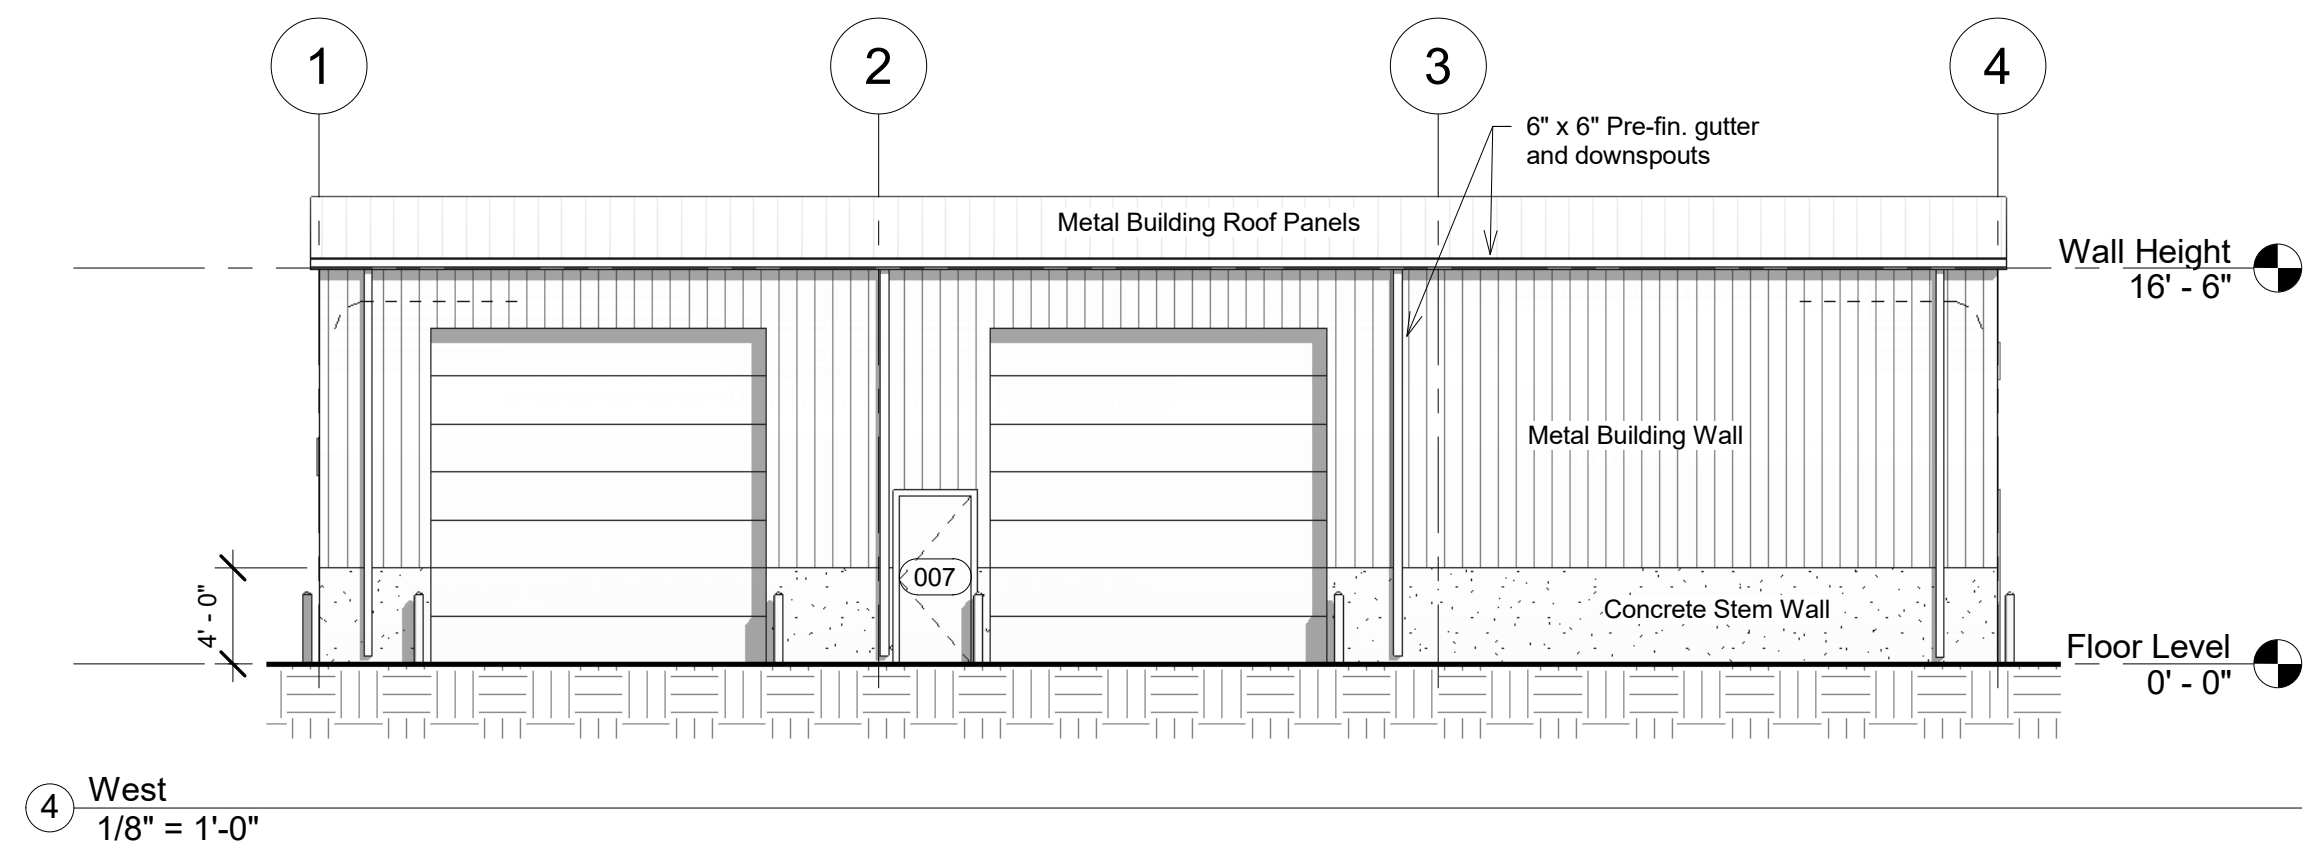 1
2
3
4
6" x 6" Pre-fin. gutter
and downspouts
Metal Building Roof Panels
Wall Height
16' - 6"
Metal Building Wall
007
4' - 0"
Concrete Stem Wall
Floor Level
0' - 0"
4
West
1/8" = 1'-0"